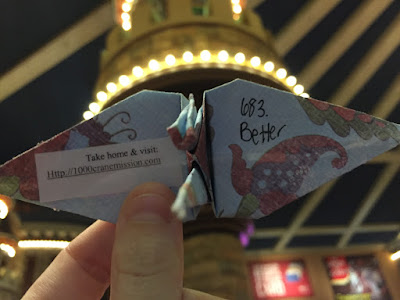 Take home & visit:
Http://1000cranemission.com
683.
Better